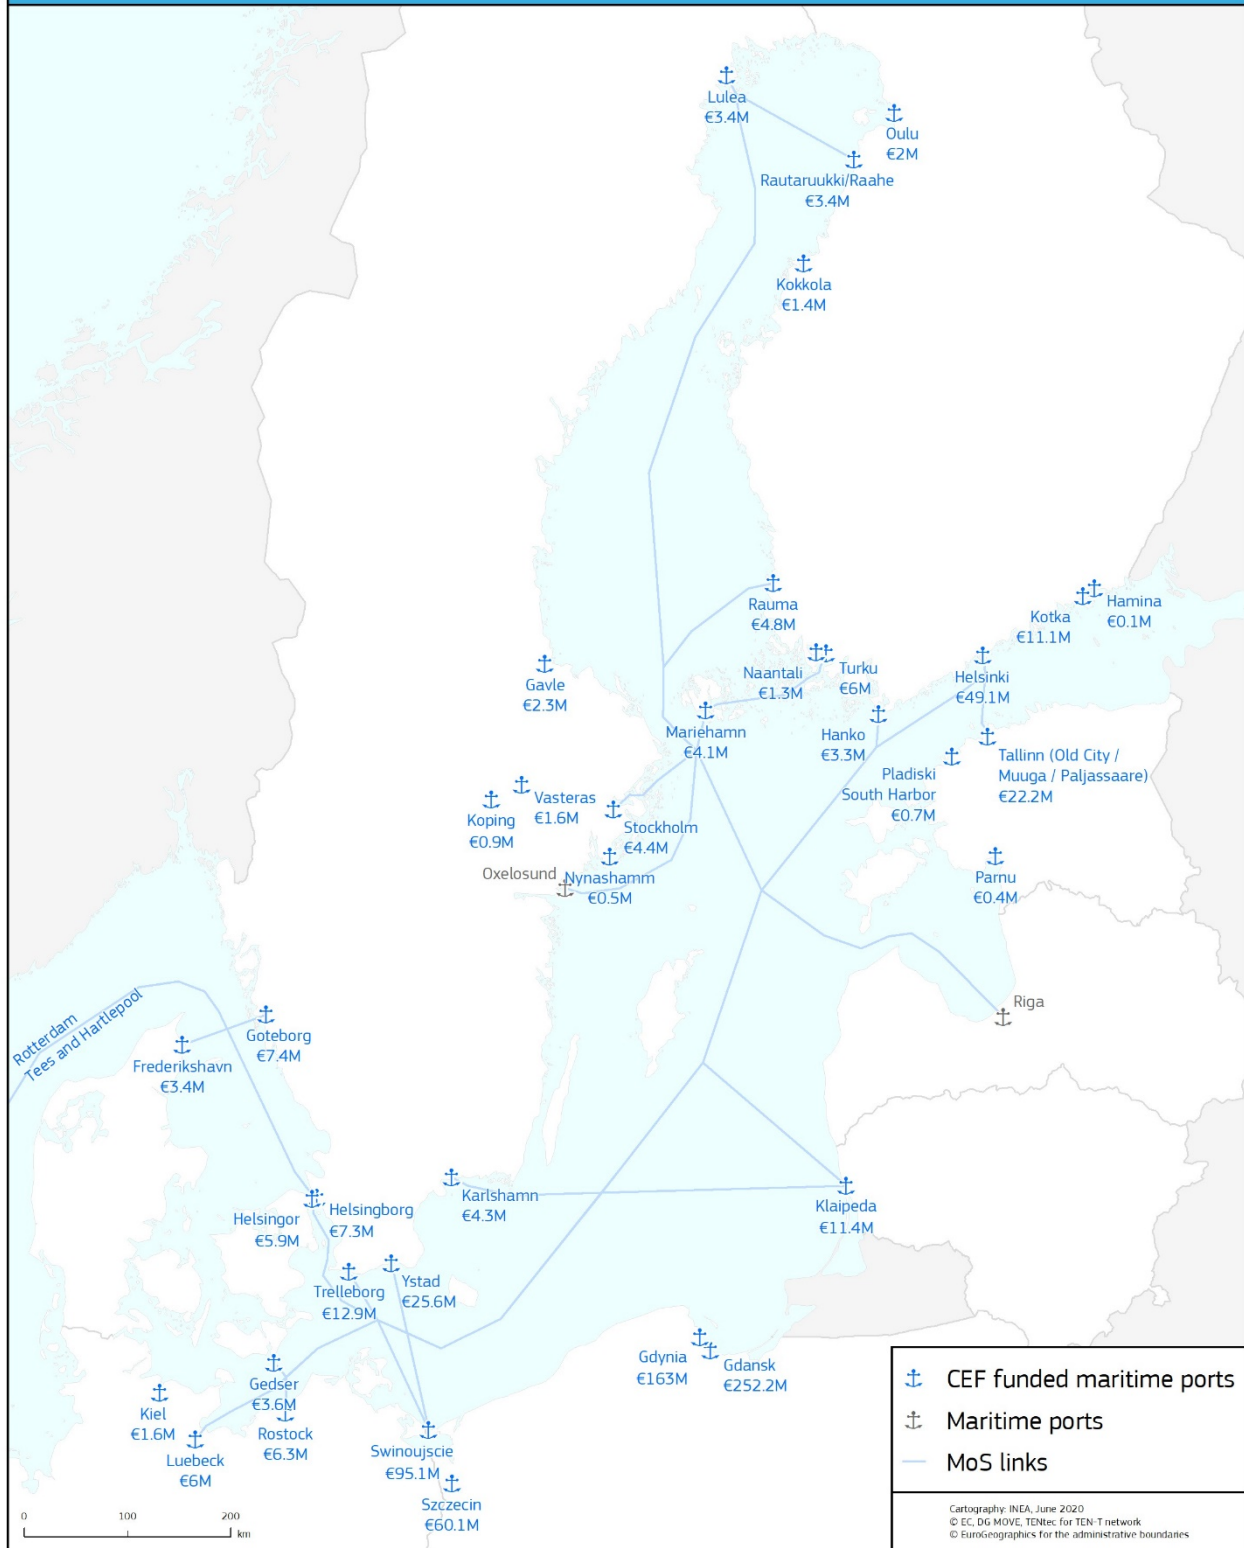 Lulea
€3.4M
Oulu
€2M
Rautaruukki/Raahe
€3.4M
Kokkola
€1.4M
Rauma
€4.8M
Hamina
€0.1M
Kotka
€11.1M
Gavle
€2.3M
Naantali
€1.3M
Turku
€6M
Helsinki
€49.1M
Mariehamn
€4.1M
Hanko
€3.3M
Tallinn (Old City /
Muuga / Paljassaare)
€22.2M
Pladiski
South Harbor
€0.7M
Vasteras
€1.6M
Koping
€0.9M
Stockholm
€4.4M
Oxelosund
Nynashamm
€0.5M
Parnu
€0.4M
Riga
Rotterdam
Tees and Hartlepool
Goteborg
€7.4M
Frederikshavn
€3.4M
Karlshamn
€4.3M
Klaipeda
€11.4M
Helsingor
€5.9M
Helsingborg
€7.3M
Trelleborg
€12.9M
Ystad
€25.6M
Gdynia
€163M
Gdansk
€252.2M
Gedser
€3.6M
Kiel
€1.6M
Rostock
€6.3M
Luebeck
€6M
Swinoujscie
€95.1M
Szczecin
€60.1M
CEF funded maritime ports
Maritime ports
MoS links
Cartography: INEA, June 2020
© EC, DG MOVE, TENtec for TEN-T network
© EuroGeographics for the administrative boundaries
0 100 200
km